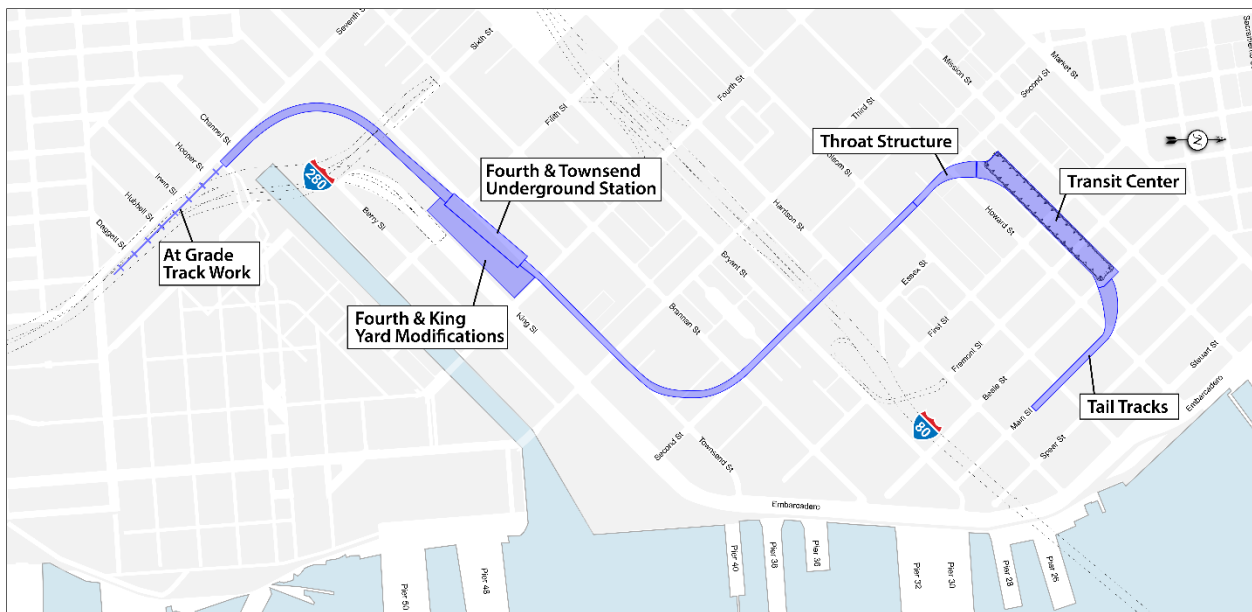 Seventh St
Sixth St
Fifth St
Fourth St
Third St
Mission St
Second St
Market St
Channel St
Hooper St
Irwin St
Hubbell St
Daggett St
280
Berry St
At Grade
Track Work
Fourth & Townsend
Underground Station
Fourth & King
Yard Modifications
King St
Throat Structure
Transit Center
N
Harrison St
Bryant St
Brannan St
Howard St
Essex St
First St
Fremont St
Beale St
Main St
Spear St
Steuart St
Embarcadero
Tail Tracks
80
Second St
Townsend St
Embarcadero
Pier 50
Pier 48
Pier 40
Pier 38
Pier 36
Pier 32
Pier 30
Pier 28
Pier 26